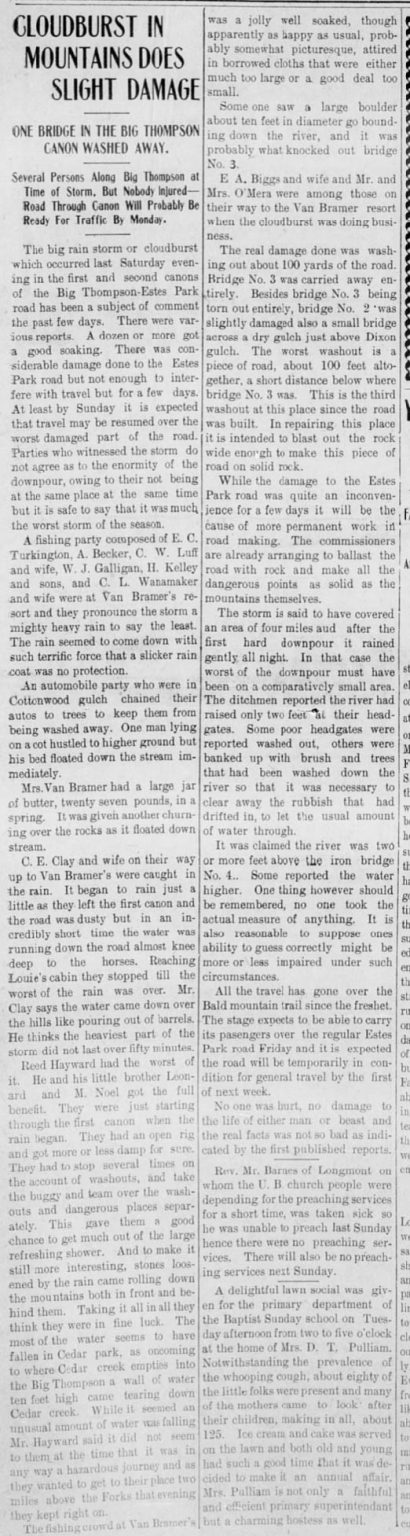 CLOUDBURST IN
MOUNTAINS DOES
SLIGHT DAMAGE
ONE BRIDGE IN THE BIG THOMPSON
CANON WASHED AWAY.
Several Persons Along Big Thompson at
Time of Storm, But Nobody Injured—
Road Through Canon Will Probably Be
Ready For Traffic By Monday.
The big rain storm or cloudburst
which occurred last Saturday even-
ing in the first and second canons
of the Big Thompson-Estes Park
road has been a subject of comment
the past few days. There were var-
ious reports. A dozen or more got
a good soaking. There was con-
siderable damage done to the Estes
Park road but not enough to inter-
fere with travel but for a few days.
At least by Sunday it is expected
that travel may be resumed over the
worst damaged part of the road.
Parties who witnessed the storm do
not agree as to the enormity of the
downpour, owing to their not being
at the same place at the same time
but it is safe to say that it was much
the worst storm of the season.
A fishing party composed of E. C.
Turkington, A. Becker, C. W. Luff
and wife, W. J. Galligan, H. Kelley
and sons, and C. L. Wanamaker
and wife were at Van Bramer's re-
sort and they pronounce the storm a
mighty heavy rain to say the least.
The rain seemed to come down with
such terrific force that a slicker rain
coat was no protection.
An automobile party who were in
Cottonwood gulch chained their
autos to trees to keep them from
being washed away. One man lying
on a cot hustled to higher ground but
his bed floated down the stream im-
mediately.
Mrs. Van Bramer had a large jar
of butter, twenty seven pounds, in a
spring. It was given another churn-
ing over the rocks as it floated down
stream.
C. E. Clay and wife on their way
up to Van Bramer's were caught in
the rain. It began to rain just a
little as they left the first canon and
the road was dusty but in an in-
credibly short time the water was
running down the road almost knee
deep to the horses. Reaching
Louie's cabin they stopped till the
worst of the rain was over. Mr.
Clay says the water came down over
the hills like pouring out of barrels.
He thinks the heaviest part of the
storm did not last over fifty minutes.
Reed Hayward had the worst of
it. He and his little brother Leon-
ard and M. Noel got the full
benefit. They were just starting
through the first canon when the
rain began. They had an open rig
and got more or less damp for sure.
They had to stop several times on
the account of washouts, and take
the buggy and team over the wash-
outs and dangerous places separ-
ately. This gave them a good
chance to get much out of the large
refreshing shower. And to make it
still more interesting, stones loos-
ened by the rain came rolling down
the mountains both in front and be-
hind them. Taking it all in all they
think they were in fine luck. The
most of the water seems to have
fallen in Cedar park, as oncoming
to where Cedar creek empties into
the Big Thompson a wall of water
ten feet high came tearing down
Cedar creek. While it seemed an
unusual amount of water was falling
Mr. Hayward said it did not seem
to them at the time that it was in
any way a hazardous journey and as
they wanted to get to their place two
miles above the Forks that evening
they kept right on.
The fishing crowd at Van Bramer's
was a jolly well soaked, though
apparently as happy as usual, prob-
ably somewhat picturesque, attired
in borrowed cloths that were either
much too large or a good deal too
small.
Some one saw a large boulder
about ten feet in diameter go bound-
ing down the river, and it was
probably what knocked out bridge
No. 3.
E A. Biggs and wife and Mr. and
Mrs. O'Mera were among those on
their way to the Van Bramer resort
when the cloudburst was doing busi-
ness.
The real damage done was wash-
ing out about 100 yards of the road.
Bridge No. 3 was carried away en-
tirely. Besides bridge No. 3 being
torn out entirely, bridge No. 2 was
slightly damaged also a small bridge
across a dry gulch just above Dixon
gulch. The worst washout is a
piece of road, about 100 feet alto-
gether, a short distance below where
bridge No. 3 was. This is the third
washout at this place since the road
was built. In repairing this place
it is intended to blast out the rock
wide enough to make this piece of
road on solid rock.
While the damage to the Estes
Park road was quite an inconven-
ience for a few days it will be the
cause of more permanent work in
road making. The commissioners
are already arranging to ballast the
road with rock and make all the
dangerous points as solid as the
mountains themselves.
The storm is said to have covered
an area of four miles aud after the
first hard downpour it rained
gently all night. In that case the
worst of the downpour must have
been on a comparatively small area.
The ditchmen reported the river had
raised only two feet at their head-
gates. Some poor headgates were
reported washed out, others were
banked up with brush and trees
that had been washed down the
river so that it was necessary to
clear away the rubbish that had
drifted in, to let the usual amount
of water through.
It was claimed the river was two
or more feet above the iron bridge
No. 4.. Some reported the water
higher. One thing however should
be remembered, no one took the
actual measure of anything. It is
also reasonable to suppose ones
ability to guess correctly might be
more or less impaired under such
circumstances.
All the travel has gone over the
Bald mountain trail since the freshet.
The stage expects to be able to carry
its pasengers over the regular Estes
Park road Friday and it is expected
the road will be temporarily in con-
dition for general travel by the first
of next week.
No one was hurt, no damage to
the life of either man or beast and
the real facts was not so bad as indi-
cated by the first published reports.
Rev. Mr. Barnes of Longmont on
whom the U. B. church people were
depending for the preaching services
for a short time, was taken sick so
he was unable to preach last Sunday
hence there were no preaching ser-
vices. There will also be no preach-
ing services next Sunday.
A delightful lawn social was giv-
en for the primary department of
the Baptist Sunday school on Tues-
day afternoon from two to five o'clock
at the home of Mrs. D. T. Pulliam.
Notwithstanding the prevalence of
the whooping cough, about eighty of
the little folks were present and many
of the mothers came to look after
their children, making in all, about
125. Ice cream and cake was served
on the lawn and both old and young
had such a good time that it was de-
cided to make it an annual affair.
Mrs. Pulliam is not only a faithful
and efficient primary superintendant
but a charming hostess as well.